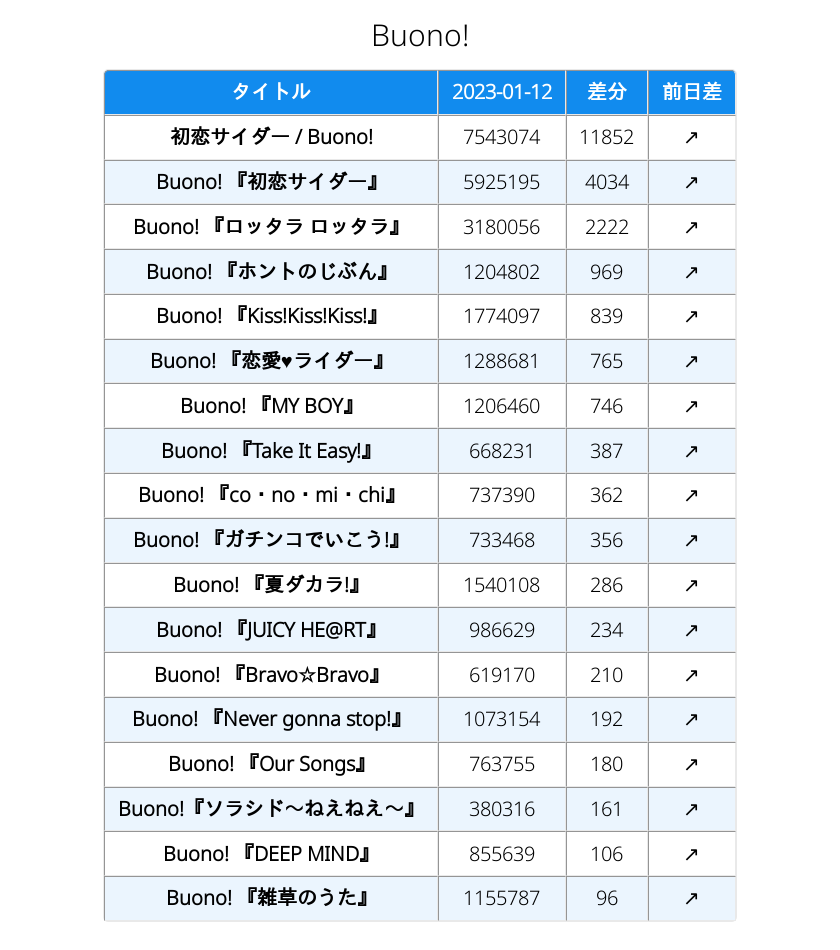 Buono!
タイトル 2023-01-12 差分 前日差
初恋サイダー / Buono! 7543074 11852 ↗
Buono! 『初恋サイダー』 5925195 4034 ↗
Buono! 『ロッタラ ロッタラ』 3180056 2222 ↗
Buono! 『ホントのじぶん』 1204802 969 ↗
Buono! 『Kiss!Kiss!Kiss!』 1774097 839 ↗
Buono! 『恋愛♥ライダー』 1288681 765 ↗
Buono! 『MY BOY』 1206460 746 ↗
Buono! 『Take It Easy!』 668231 387 ↗
Buono! 『co・no・mi・chi』 737390 362 ↗
Buono! 『ガチンコでいこう!』 733468 356 ↗
Buono! 『夏ダカラ!』 1540108 286 ↗
Buono! 『JUICY HE@RT』 986629 234 ↗
Buono! 『Bravo☆Bravo』 619170 210 ↗
Buono! 『Never gonna stop!』 1073154 192 ↗
Buono! 『Our Songs』 763755 180 ↗
Buono!『ソラシド〜ねえねえ〜』 380316 161 ↗
Buono! 『DEEP MIND』 855639 106 ↗
Buono! 『雑草のうた』 1155787 96 ↗